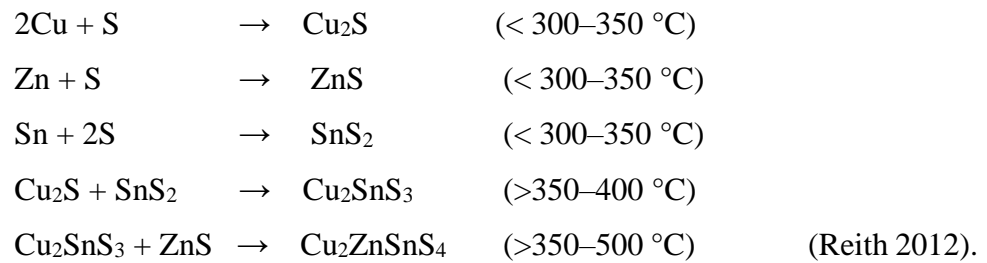 2Cu + S → Cu₂S (< 300–350 °C)
Zn + S → ZnS (< 300–350 °C)
Sn + 2S → SnS₂ (< 300–350 °C)
Cu₂S + SnS₂ → Cu₂SnS₃ (>350–400 °C)
Cu₂SnS₃ + ZnS → Cu₂ZnSnS₄ (>350–500 °C) (Reith 2012).